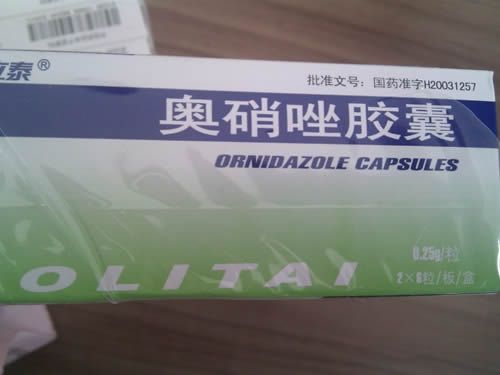 泰®
批准文号：国药准字H20031257
奥硝唑胶囊
ORNIDAZOLE CAPSULES
0.25g/粒
OLITAI
2×6粒/板/盒